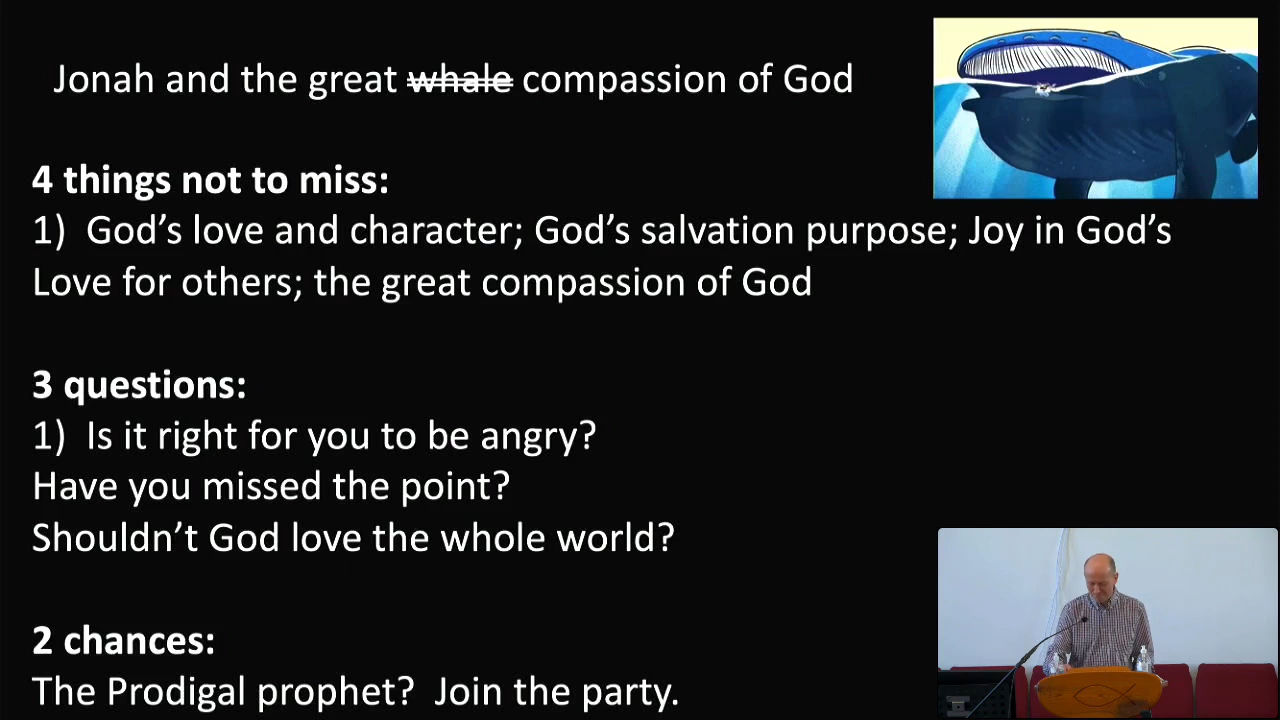 Jonah and the great whale compassion of God
4 things not to miss:
1) God’s love and character; God’s salvation purpose; Joy in God’s
Love for others; the great compassion of God
3 questions:
1) Is it right for you to be angry?
Have you missed the point?
Shouldn’t God love the whole world?
2 chances:
The Prodigal prophet? Join the party.